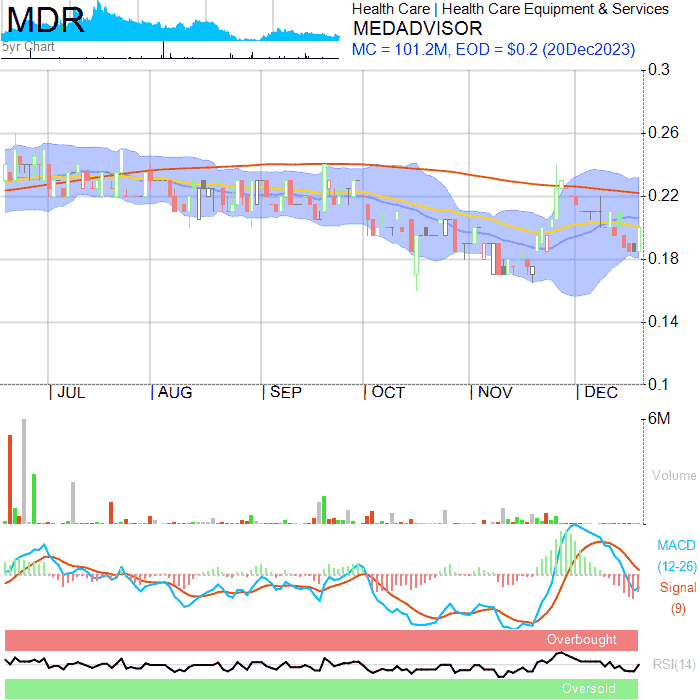 MDR
5yr Chart
Health Care | Health Care Equipment & Services
MEDADVISOR
MC = 101.2M, EOD = $0.2 (20Dec2023)
0.3
0.26
0.22
0.18
0.14
0.1
JUL
AUG
SEP
OCT
NOV
DEC
6M
Volume
MACD
(12-26)
Signal
(9)
Overbought
RSI(14)
Oversold